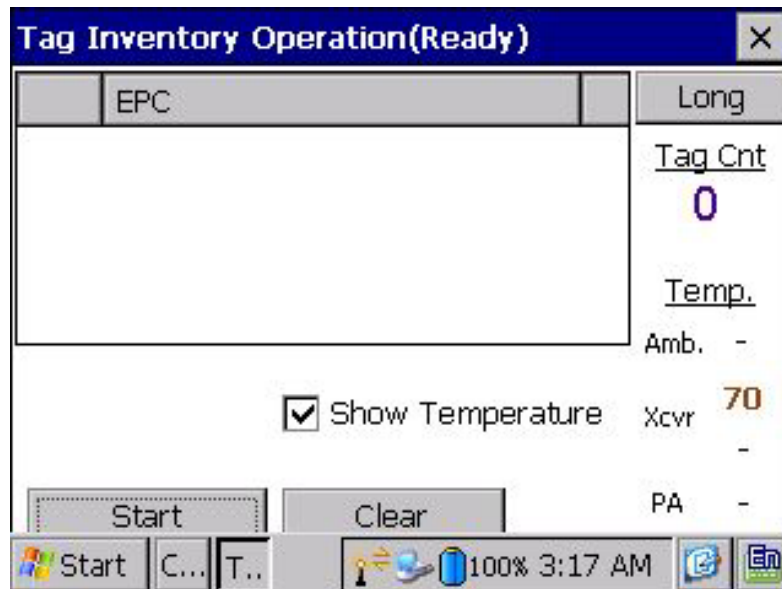 Tag Inventory Operation(Ready)
EPC
Long
Tag Cnt
0
Temp.
Amb. -
Show Temperature
Xcvr 70
-
PA -
Start
Clear
Start
C...
T..
100% 3:17 AM
En